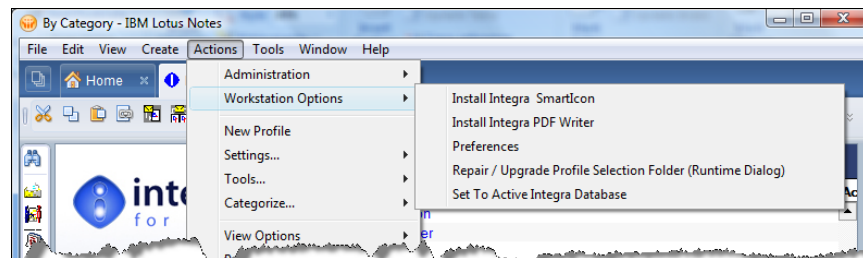 By Category - IBM Lotus Notes
File Edit View Create Actions Tools Window Help
Home
Administration
Workstation Options
New Profile
Settings...
Tools...
Categorize...
View Options
Install Integra  SmartIcon
Install Integra PDF Writer
Preferences
Repair / Upgrade Profile Selection Folder (Runtime Dialog)
Set To Active Integra Database
inte
for